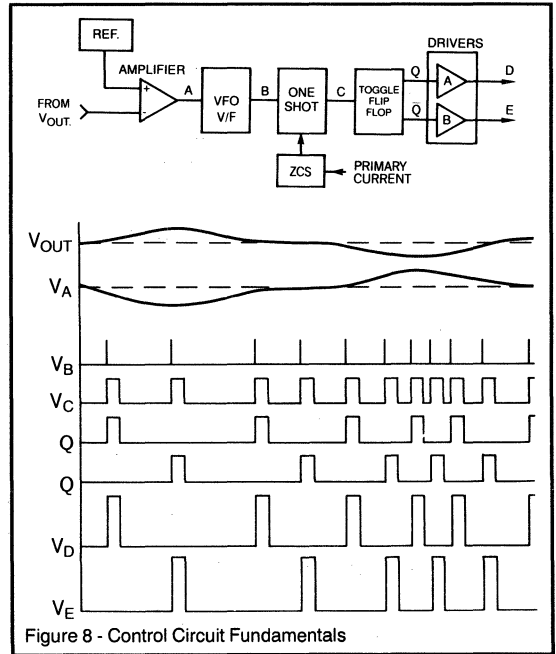 REF.
AMPLIFIER
DRIVERS
+
-
A
B
C
Q
Q̅
A
B
D
E
FROM
VOUT.
VFO
V/F
ONE
SHOT
TOGGLE
FLIP
FLOP
ZCS
PRIMARY
CURRENT
VOUT
VA
VB
VC
Q
Q
VD
VE
Figure 8 - Control Circuit Fundamentals